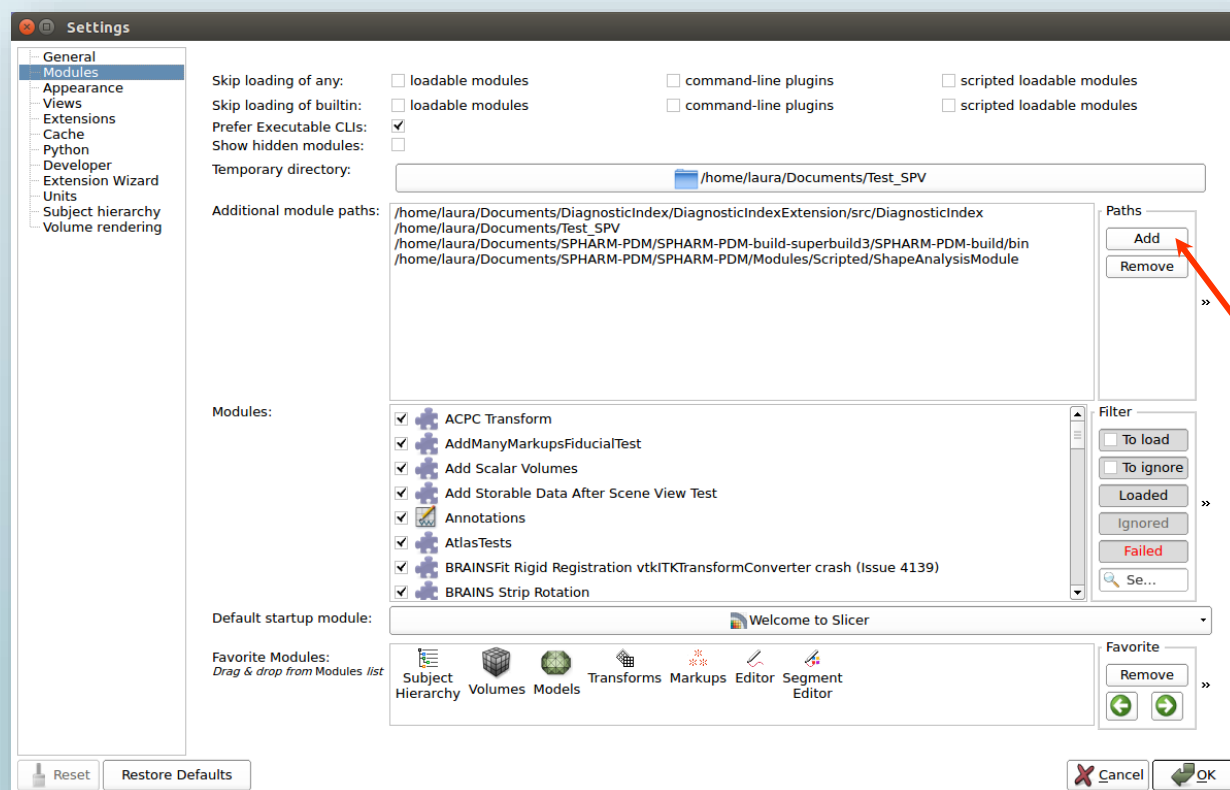 Settings
General
Modules
Appearance
Views
Extensions
Cache
Python
Developer
Extension Wizard
Units
Subject hierarchy
Volume rendering
Skip loading of any: loadable modules command-line plugins scripted loadable modules
Skip loading of builtin: loadable modules command-line plugins scripted loadable modules
Prefer Executable CLIs:
Show hidden modules:
Temporary directory: /home/laura/Documents/Test_SPV
Additional module paths:
/home/laura/Documents/DiagnosticIndex/DiagnosticIndexExtension/src/DiagnosticIndex
/home/laura/Documents/Test_SPV
/home/laura/Documents/SPHARM-PDM/SPHARM-PDM-build-superbuild3/SPHARM-PDM-build/bin
/home/laura/Documents/SPHARM-PDM/SPHARM-PDM/Modules/Scripted/ShapeAnalysisModule
Paths
Add
Remove
»
Modules:
ACPC Transform
AddManyMarkupsFiducialTest
Add Scalar Volumes
Add Storable Data After Scene View Test
Annotations
AtlasTests
BRAINSFit Rigid Registration vtkITKTransformConverter crash (Issue 4139)
BRAINS Strip Rotation
Filter
To load
To ignore
Loaded
Ignored
Failed
Se...
»
Default startup module: Welcome to Slicer
Favorite Modules:
Drag & drop from Modules list
Subject Hierarchy
Volumes
Models
Transforms
Markups
Editor
Segment Editor
Favorite
Remove
»
Reset
Restore Defaults
Cancel
OK